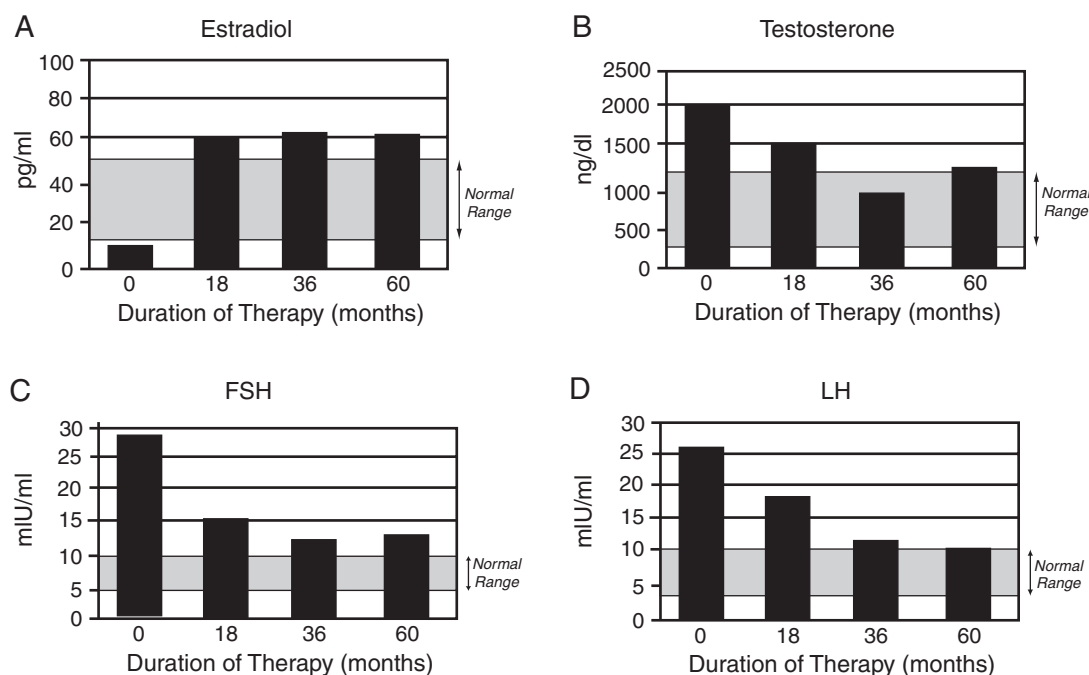 A
Estradiol
pg/ml
100
80
60
40
20
0
Normal
Range
0 18 36 60
Duration of Therapy (months)
B
Testosterone
ng/dl
2500
2000
1500
1000
500
0
Normal
Range
0 18 36 60
Duration of Therapy (months)
C
FSH
mIU/ml
30
25
20
15
10
5
0
Normal
Range
0 18 36 60
Duration of Therapy (months)
D
LH
mIU/ml
30
25
20
15
10
5
0
Normal
Range
0 18 36 60
Duration of Therapy (months)